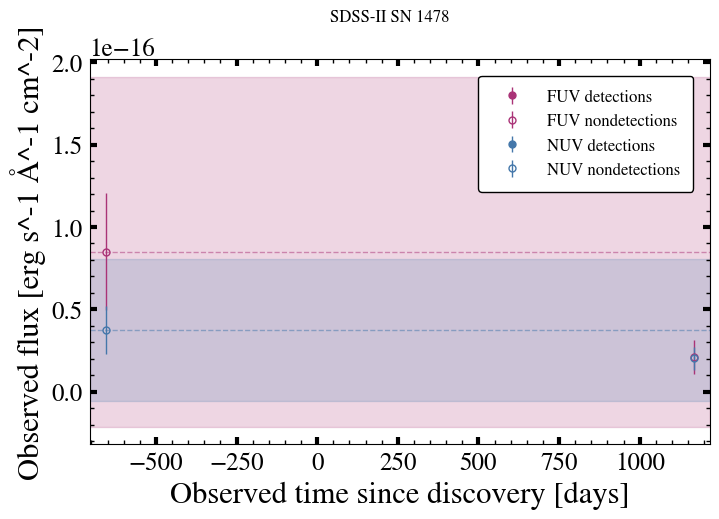 SDSS-II SN 1478
1e−16
2.0
1.5
1.0
0.5
0.0
Observed flux [erg s^-1 Å^-1 cm^-2]
FUV detections
FUV nondetections
NUV detections
NUV nondetections
−500 −250 0 250 500 750 1000
Observed time since discovery [days]